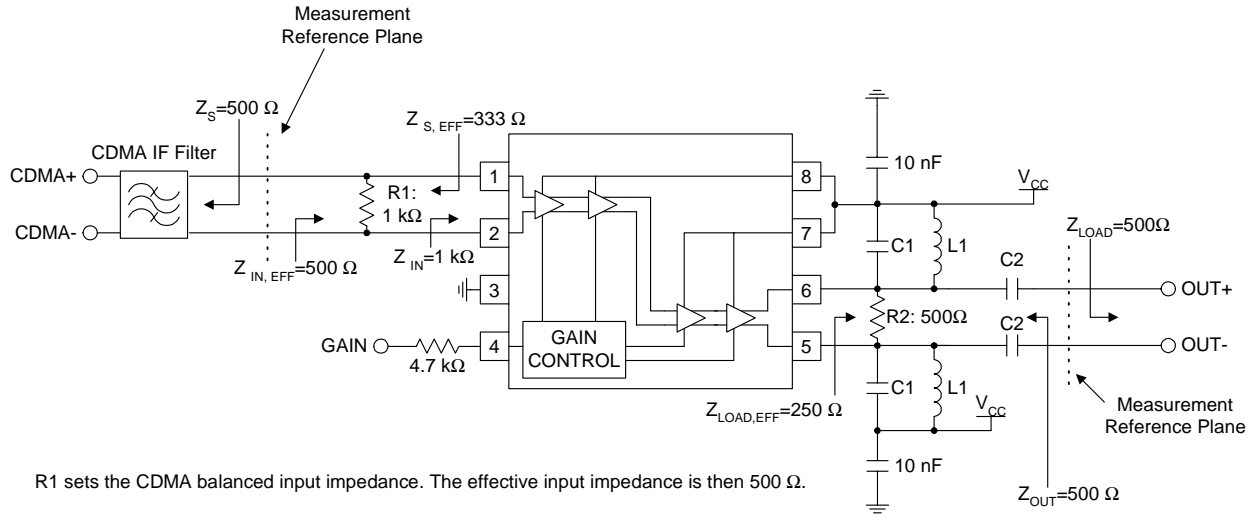 Measurement
Reference Plane
Z_S=500 Ω
Z_S, EFF=333 Ω
CDMA IF Filter
CDMA+
CDMA-
R1:
1 kΩ
Z_IN, EFF=500 Ω
Z_IN=1 kΩ
1
2
3
4
8
7
6
5
GAIN
4.7 kΩ
GAIN
CONTROL
10 nF
V_CC
C1
L1
C2
Z_LOAD=500Ω
OUT+
R2: 500Ω
C2
OUT-
C1
L1
Z_LOAD,EFF=250 Ω
V_CC
Measurement
Reference Plane
10 nF
Z_OUT=500 Ω
R1 sets the CDMA balanced input impedance. The effective input impedance is then 500 Ω.